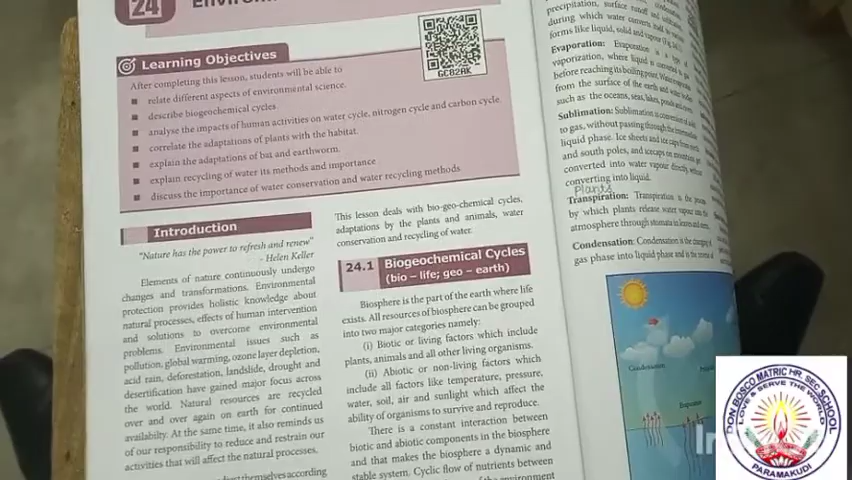 24
Learning Objectives
GC82AK
After completing this lesson, students will be able to
■ relate different aspects of environmental science.
■ describe biogeochemical cycles
■ analyse the impacts of human activities on water cycle, nitrogen cycle and carbon cycle.
■ correlate the adaptations of plants with the habitat.
■ explain the adaptations of bat and earthworm.
■ explain recycling of water its methods and importance
■ discuss the importance of water conservation and water recycling methods
Introduction
"Nature has the power to refresh and renew"
- Helen Keller
Elements of nature continuously undergo
changes and transformations. Environmental
protection provides holistic knowledge about
natural processes, effects of human intervention
and solutions to overcome environmental
problems. Environmental issues such as
pollution, global warming, ozone layer depletion,
acid rain, deforestation, landslide, drought and
desertification have gained major focus across
the world. Natural resources are recycled
over and over again on earth for continued
availabilty. At the same time, it also reminds us
of our responsibility to reduce and restrain our
activities that will affect the natural processes.
themselves according
This lesson deals with bio-geo-chemical cycles,
adaptations by the plants and animals, water
conservation and recycling of water.
24.1 Biogeochemical Cycles
(bio – life; geo – earth)
Biosphere is the part of the earth where life
exists. All resources of biosphere can be grouped
into two major categories namely:
(i) Biotic or living factors which include
plants, animals and all other living organisms.
(ii) Abiotic or non-living factors which
include all factors like temperature, pressure,
water, soil, air and sunlight which affect the
ability of organisms to survive and reproduce.
There is a constant interaction between
biotic and abiotic components in the biosphere
and that makes the biosphere a dynamic and
stable system. Cyclic flow of nutrients between
environment
precipitation, surface runoff and
during which water converts
forms like liquid, solid and vapour
Evaporation: Evaporation is a type of
vaporization, where liquid is converted to gas
before reaching its boiling point. Water evaporates
from the surface of the earth and water bodies
such as the oceans, seas, lakes, ponds and rivers.
Sublimation: Sublimation is conversion of solid
to gas, without passing through the intermediate
liquid phase. Ice sheets and ice caps from north
and south poles, and icecaps on mountains get
converted into water vapour directly, without
converting into liquid.
Plants
Transpiration: Transpiration is the process
by which plants release water vapour into the
atmosphere through stomata in leaves and stems.
Condensation: Condensation is the changing of
gas phase into liquid phase and is the reverse of
Condensation
DON BOSCO MATRIC HR. SEC. SCHOOL
LOVE & SERVE THE WORLD
PARAMAKUDI